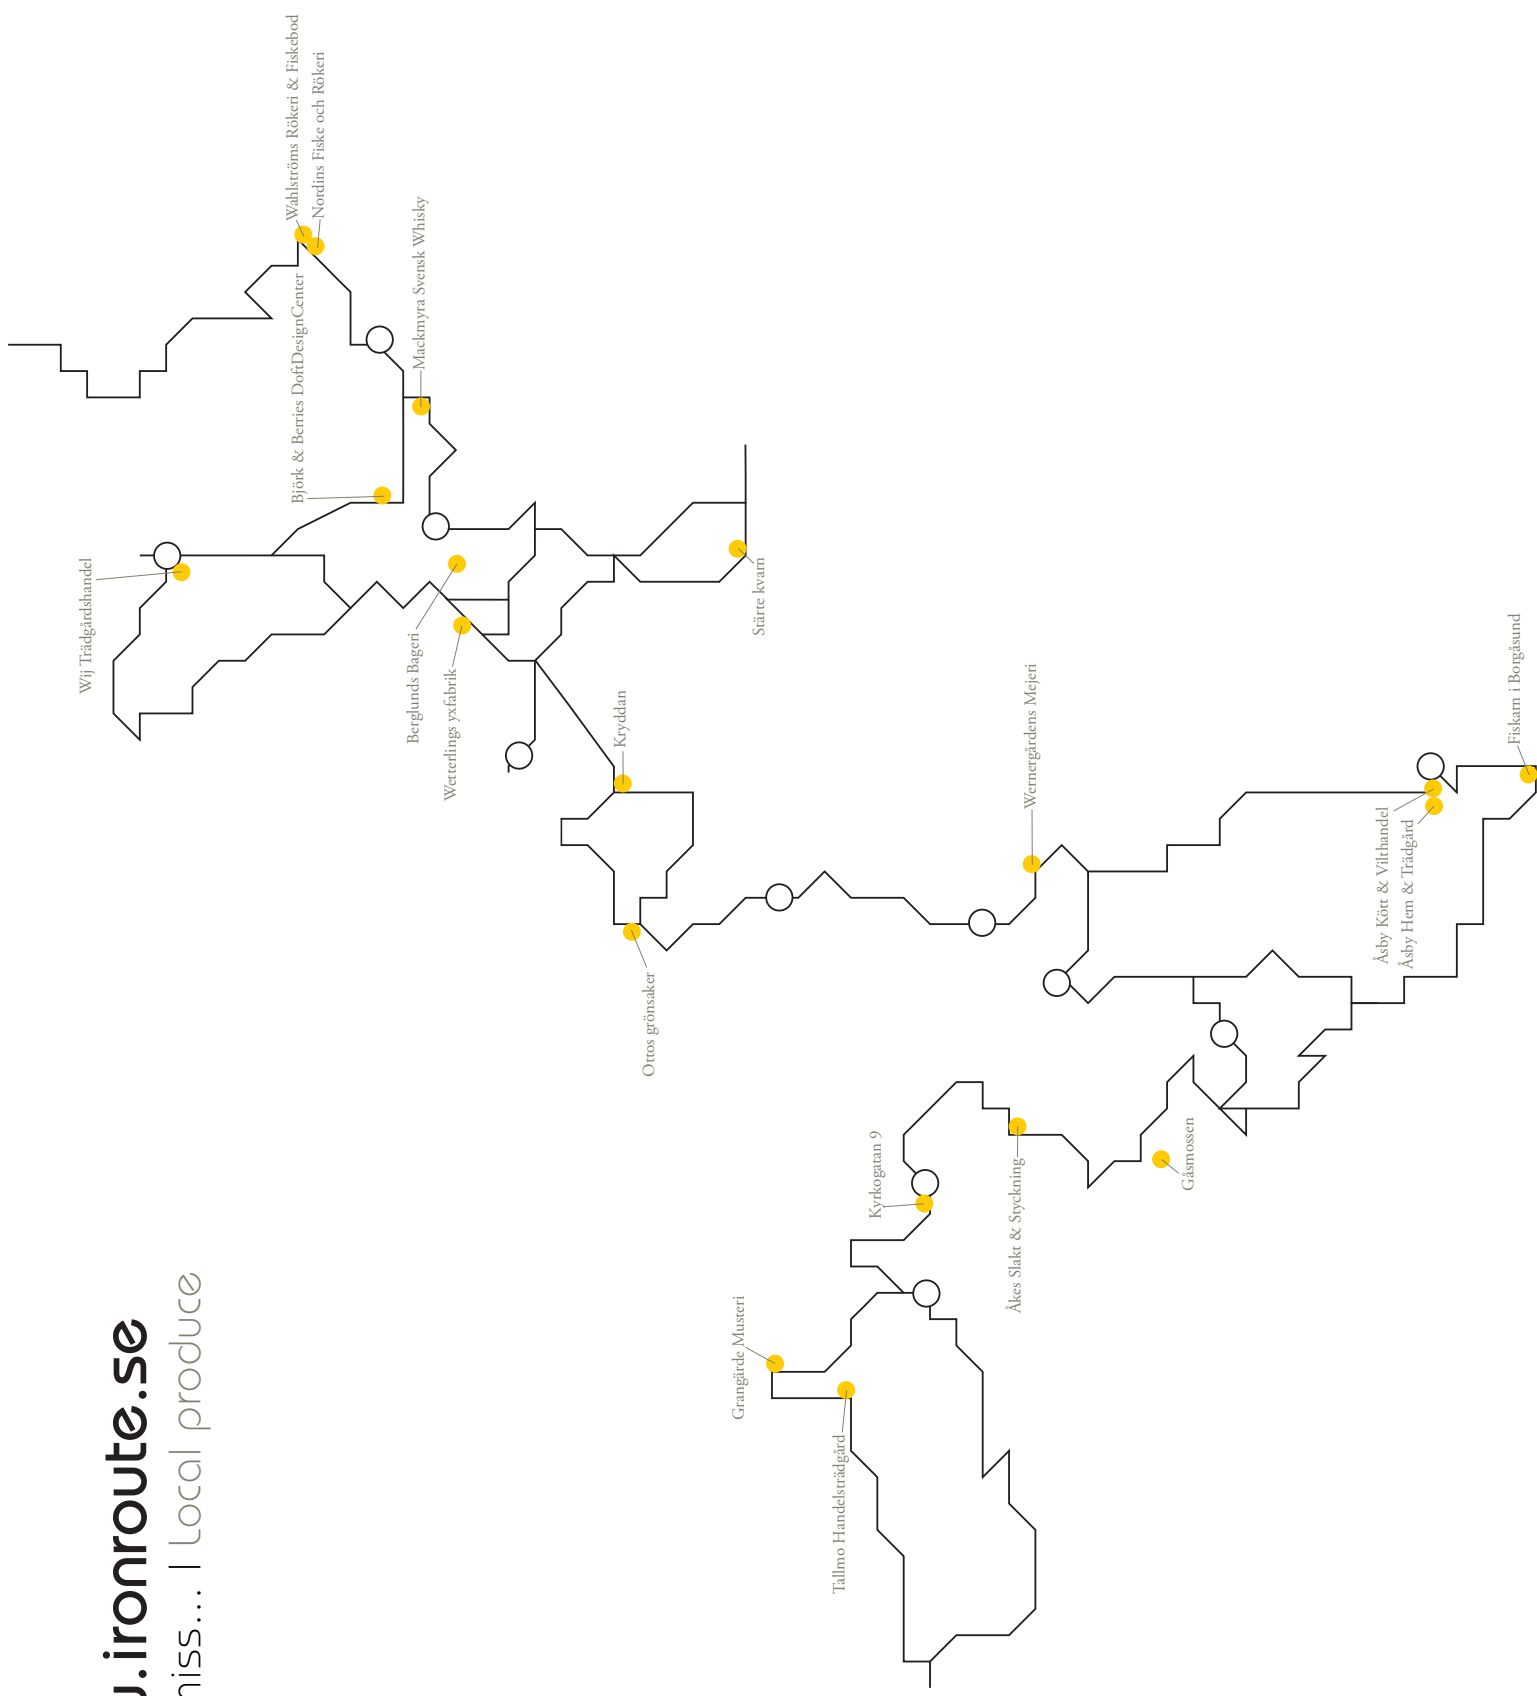 Wahlströms Rökeri & Fiskebod
Nordins Fiske och Rökeri
Mackmyra Svensk Whisky
Björk & Berries DoftDesignCenter
Wij Trädgårdshandel
Berglunds Bageri
Wetterlings yxfabrik
Stärte kvarn
Kryddan
Ottos grönsaker
Wernergårdens Mejeri
Fiskarn i Borgåsund
Åsby Kött & Vilthandel
Åsby Hem & Trädgård
Gåsmossen
Kyrkogatan 9
Åkes Slakt & Styckning
Grangärde Musteri
Tallmo Handelsträdgård
.ironroute.se
miss... | Local produce